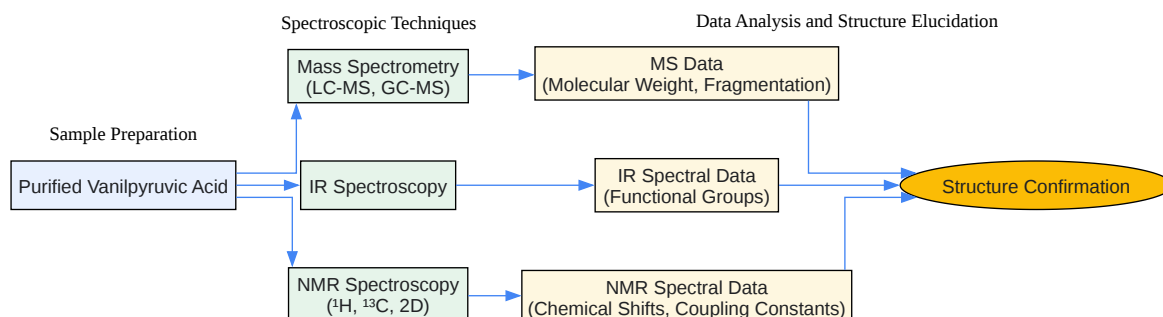 Spectroscopic Techniques
Data Analysis and Structure Elucidation
Mass Spectrometry
(LC-MS, GC-MS)
MS Data
(Molecular Weight, Fragmentation)
Sample Preparation
Purified Vanilpyruvic Acid
IR Spectroscopy
IR Spectral Data
(Functional Groups)
Structure Confirmation
NMR Spectroscopy
(¹H, ¹³C, 2D)
NMR Spectral Data
(Chemical Shifts, Coupling Constants)